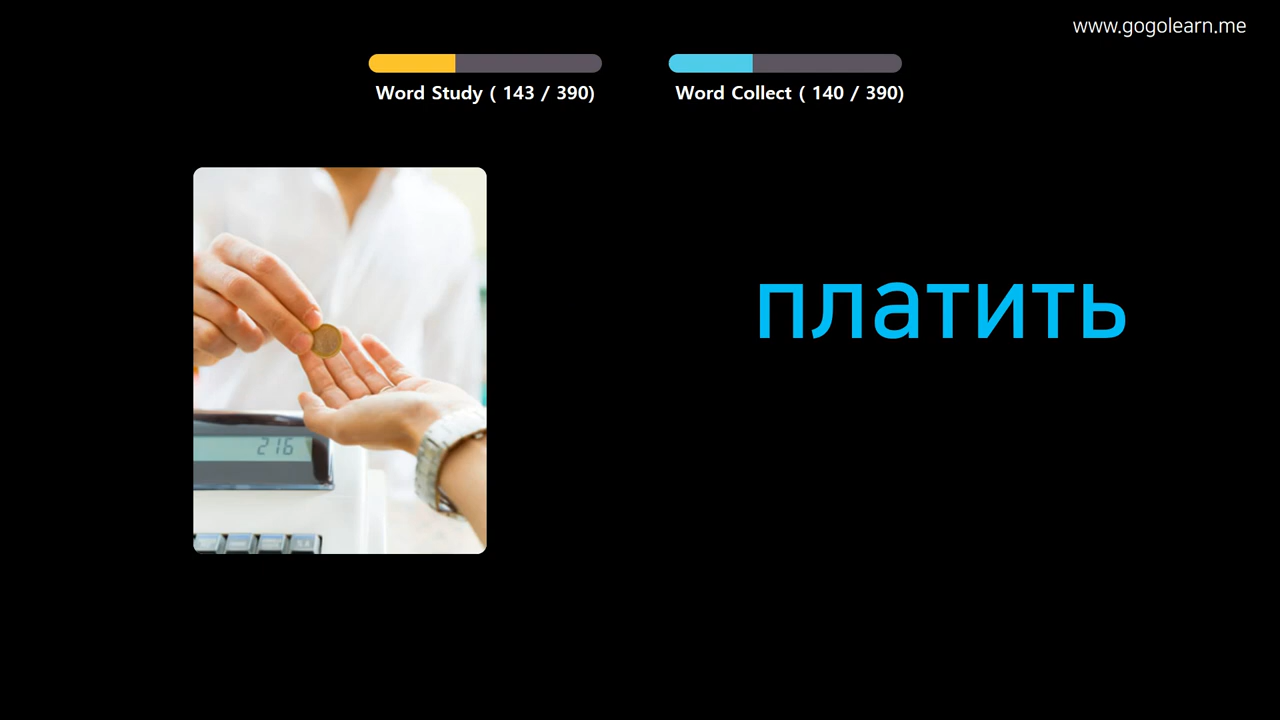 www.gogolearn.me
Word Study ( 143 / 390)
Word Collect ( 140 / 390)
платить
216